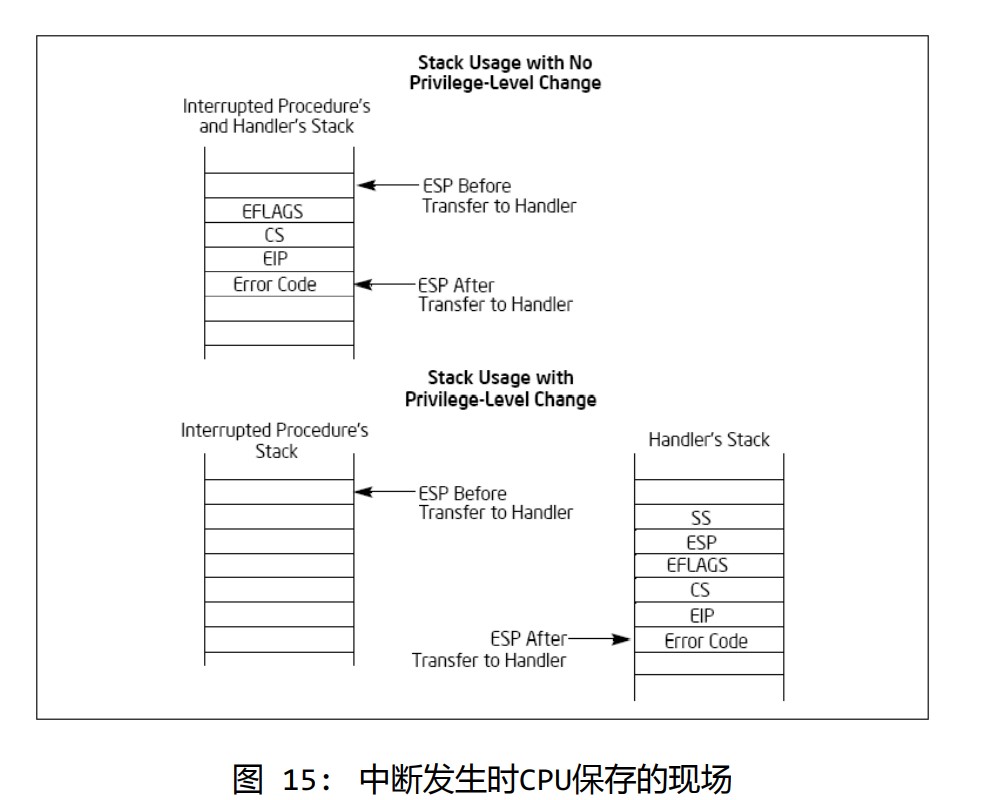 Stack Usage with No
Privilege-Level Change
Interrupted Procedure's
and Handler's Stack
ESP Before
Transfer to Handler
EFLAGS
CS
EIP
Error Code
ESP After
Transfer to Handler
Stack Usage with
Privilege-Level Change
Interrupted Procedure's
Stack
Handler's Stack
ESP Before
Transfer to Handler
SS
ESP
EFLAGS
CS
EIP
Error Code
ESP After
Transfer to Handler
图 15: 中断发生时CPU保存的现场